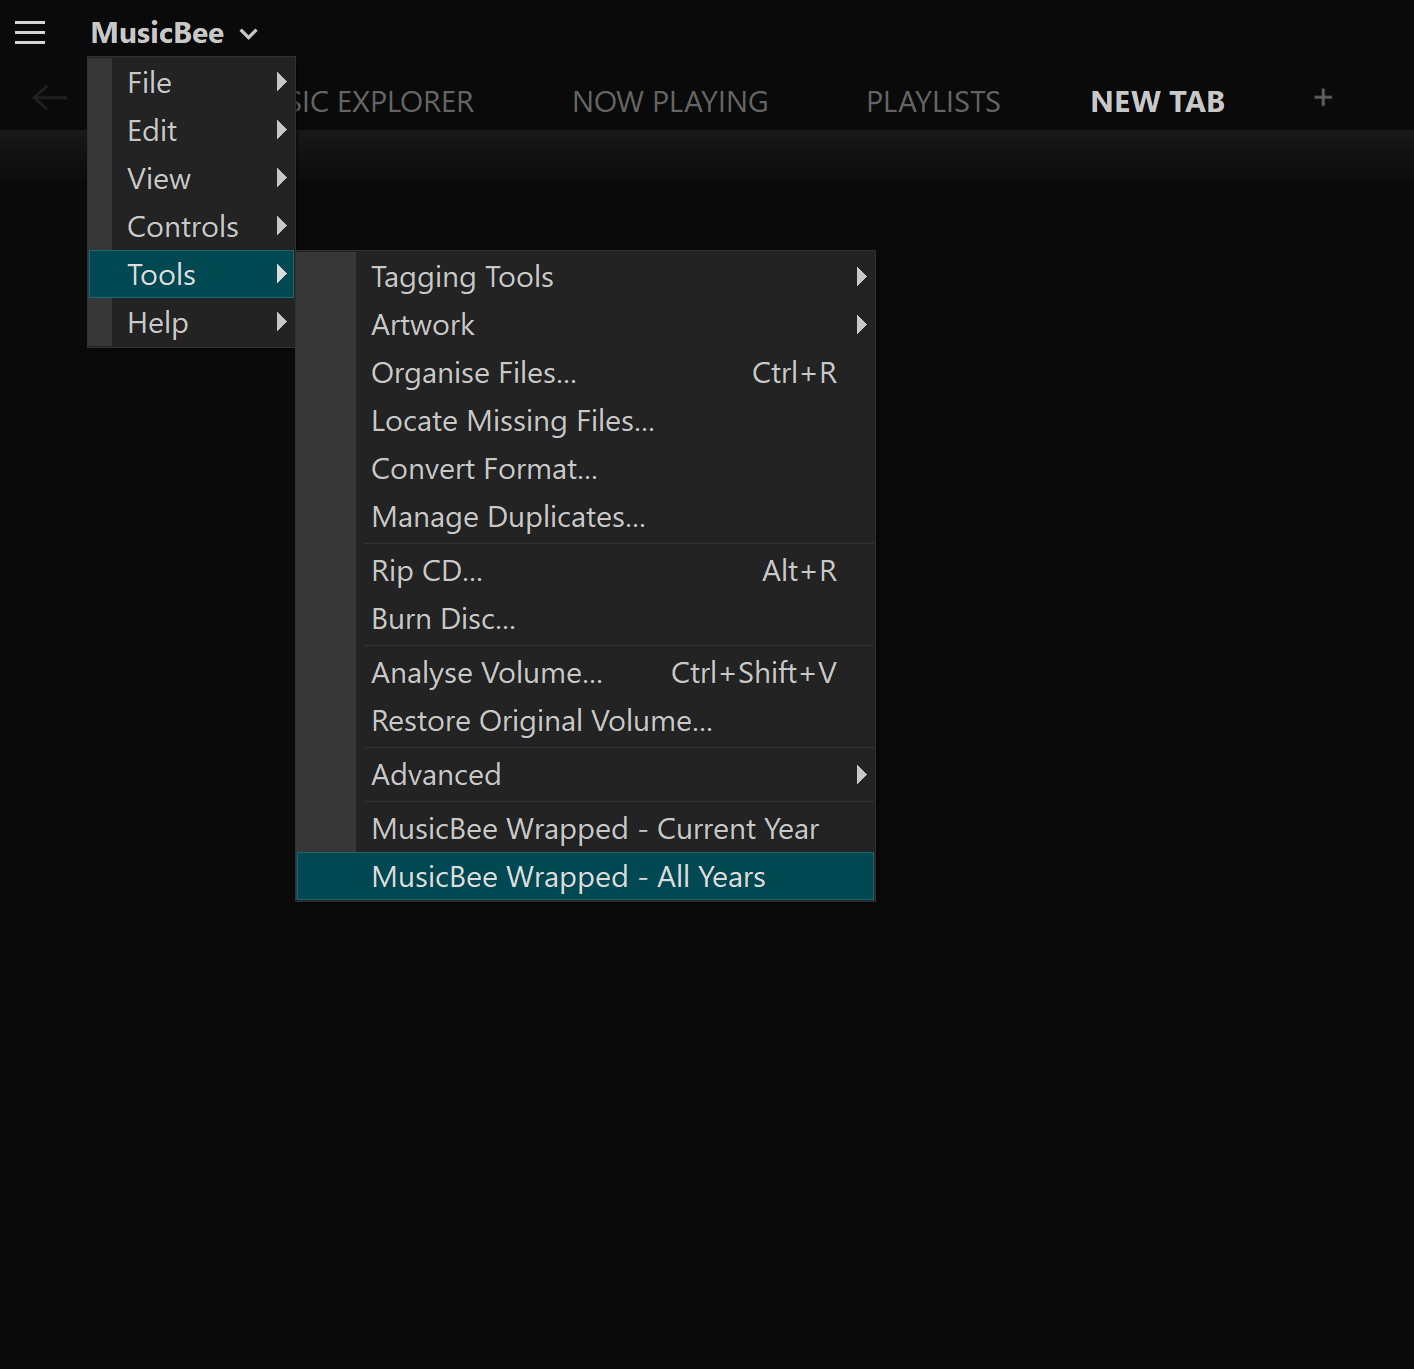 MusicBee
File
EXPLORER
NOW PLAYING
PLAYLISTS
NEW TAB
+
Edit
View
Controls
Tools
Help
Tagging Tools
Artwork
Organise Files... Ctrl+R
Locate Missing Files...
Convert Format...
Manage Duplicates...
Rip CD... Alt+R
Burn Disc...
Analyse Volume... Ctrl+Shift+V
Restore Original Volume...
Advanced
MusicBee Wrapped - Current Year
MusicBee Wrapped - All Years